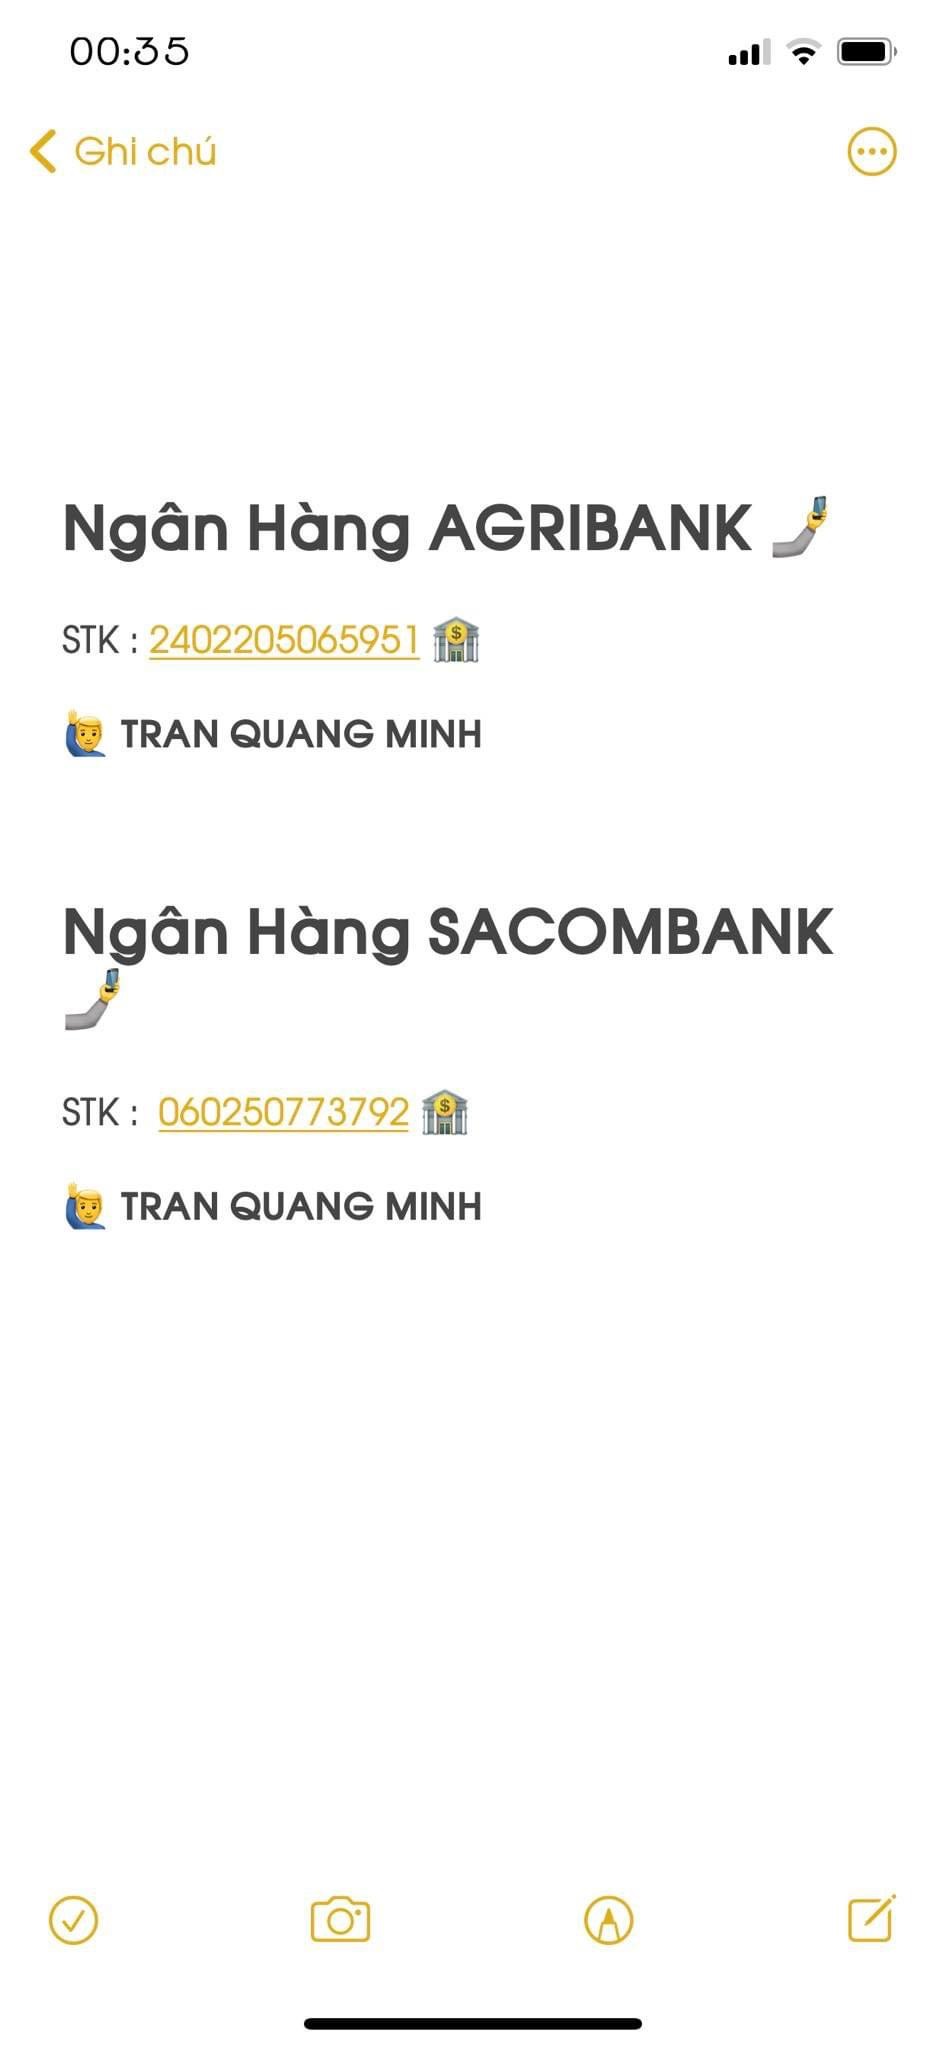 00:35
Ghi chú
Ngân Hàng AGRIBANK 🤳
STK : 2402205065951 🏦
🙋‍♂️ TRAN QUANG MINH
Ngân Hàng SACOMBANK
🤳
STK :  060250773792 🏦
🙋‍♂️ TRAN QUANG MINH